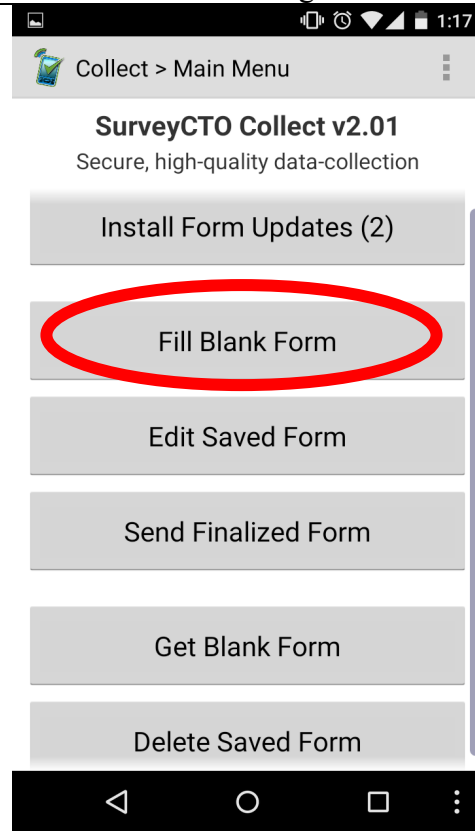 1:17
Collect > Main Menu
SurveyCTO Collect v2.01
Secure, high-quality data-collection
Install Form Updates (2)
Fill Blank Form
Edit Saved Form
Send Finalized Form
Get Blank Form
Delete Saved Form